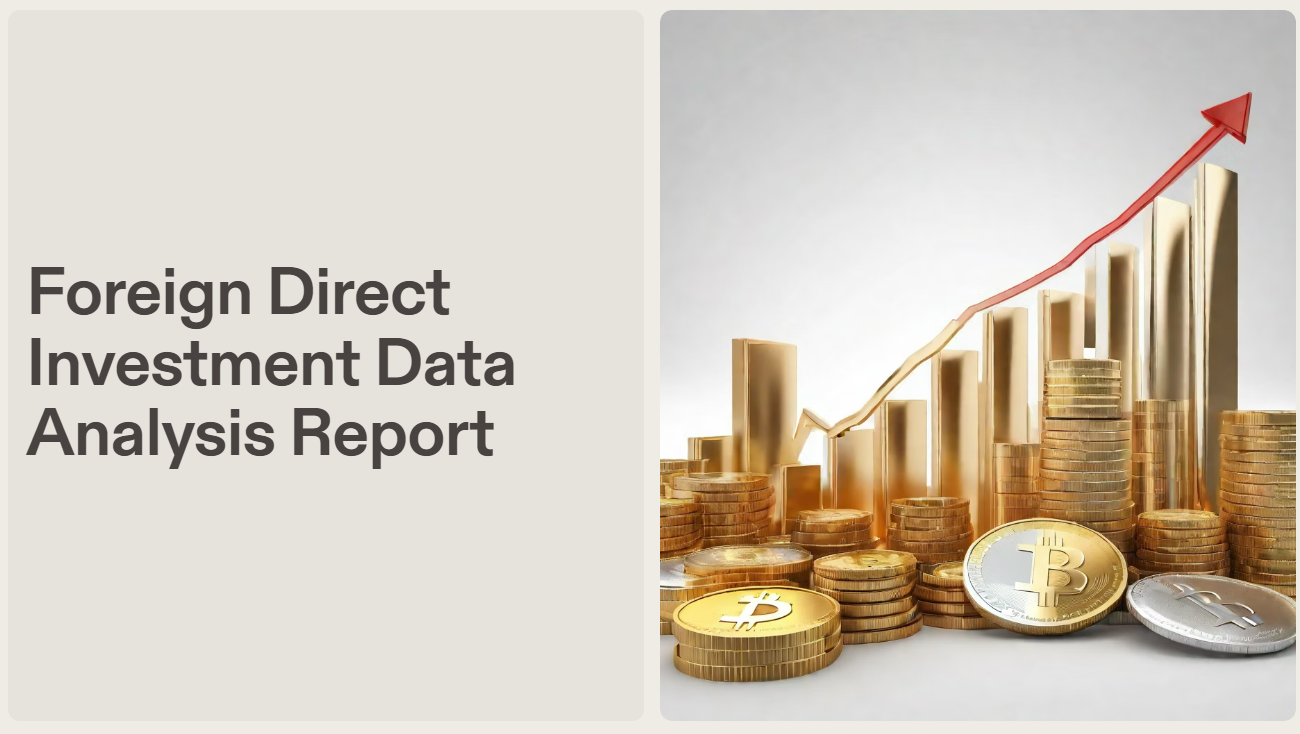 Foreign Direct
Investment Data
Analysis Report